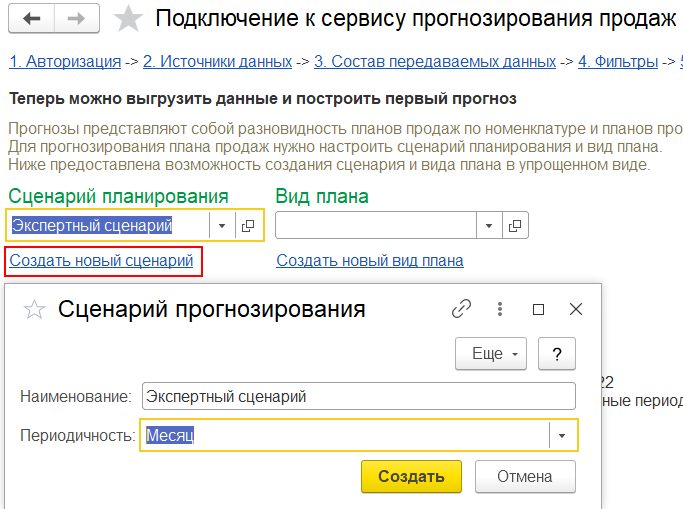 Подключение к сервису прогнозирования продаж
1. Авторизация -> 2. Источники данных -> 3. Состав передаваемых данных -> 4. Фильтры ->
Теперь можно выгрузить данные и построить первый прогноз
Прогнозы представляют собой разновидность планов продаж по номенклатуре и планов про
Для прогнозирования плана продаж нужно настроить сценарий планирования и вид плана.
Ниже предоставлена возможность создания сценария и вида плана в упрощенном виде.
Сценарий планирования Вид плана
Экспертный сценарий
Создать новый сценарий Создать новый вид плана
Сценарий прогнозирования
Еще ?
22
Наименование: Экспертный сценарий
ные период
Периодичность: Месяц
Создать Отмена